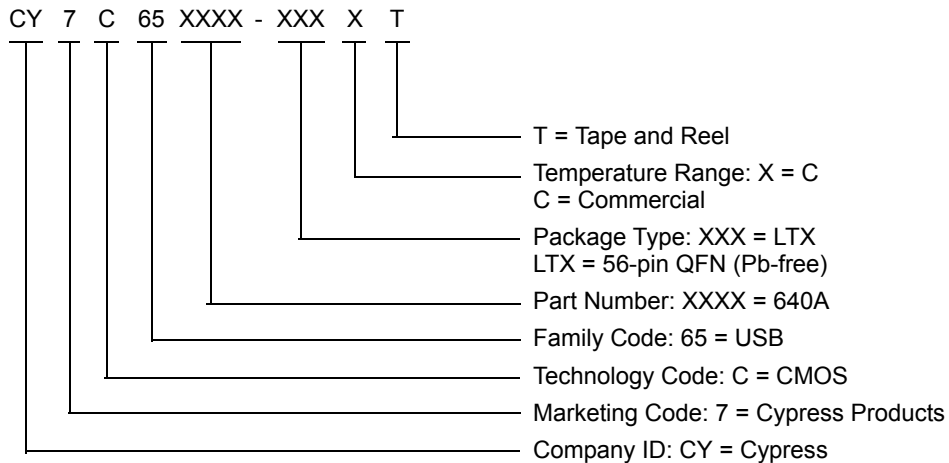 CY 7 C 65 XXXX - XXX X T
T = Tape and Reel
Temperature Range: X = C
C = Commercial
Package Type: XXX = LTX
LTX = 56-pin QFN (Pb-free)
Part Number: XXXX = 640A
Family Code: 65 = USB
Technology Code: C = CMOS
Marketing Code: 7 = Cypress Products
Company ID: CY = Cypress